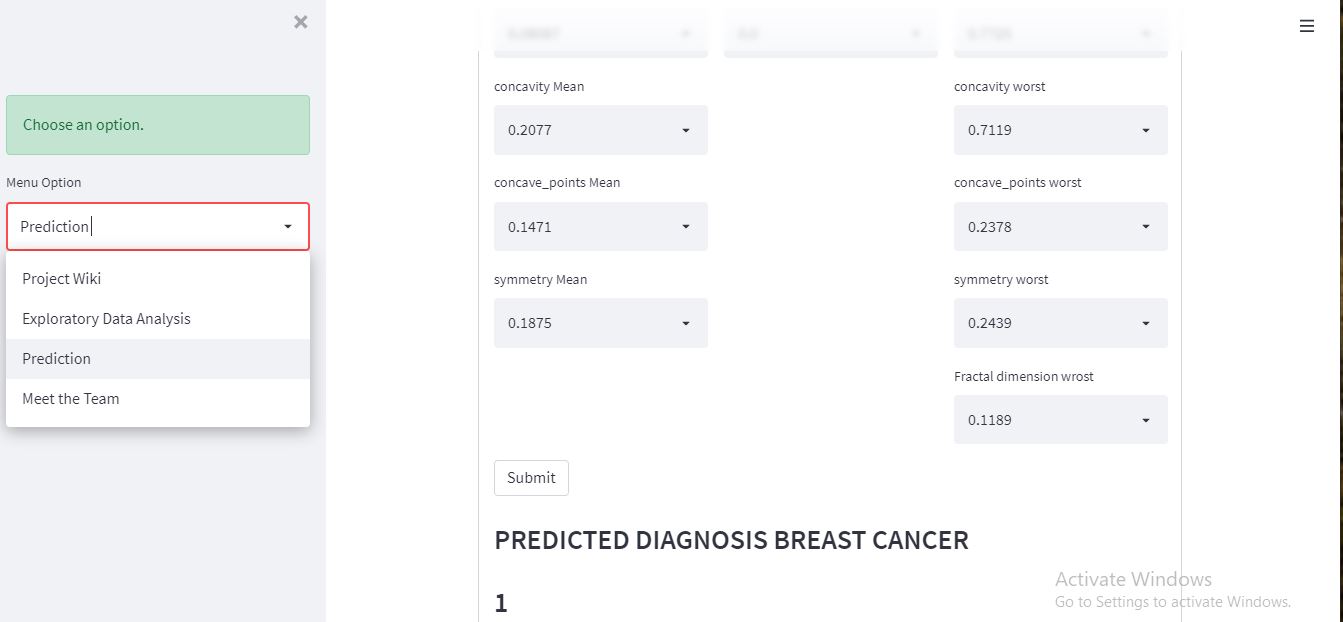 ×
Choose an option.
Menu Option
Prediction
Project Wiki
Exploratory Data Analysis
Prediction
Meet the Team
0.0
concavity Mean
concavity worst
0.2077
0.7119
concave_points Mean
concave_points worst
0.1471
0.2378
symmetry Mean
symmetry worst
0.1875
0.2439
Fractal dimension wrost
0.1189
Submit
PREDICTED DIAGNOSIS BREAST CANCER
1
Activate Windows
Go to Settings to activate Windows.